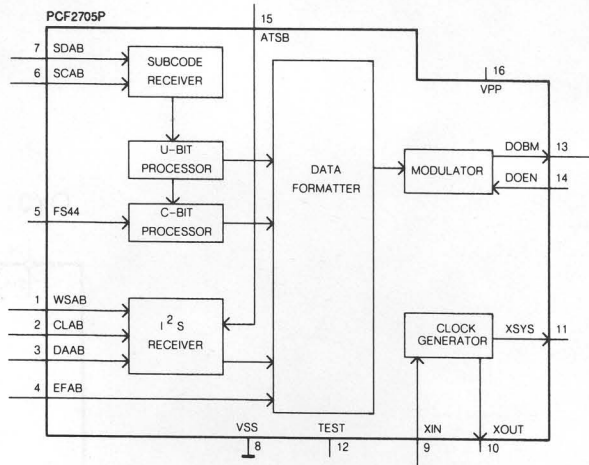 PCF2705P
15
ATSB
7 SDAB
6 SCAB
SUBCODE
RECEIVER
16
VPP
U-BIT
PROCESSOR
DATA
FORMATTER
MODULATOR
DOBM 13
DOEN 14
5 FS44
C-BIT
PROCESSOR
1 WSAB
2 CLAB
3 DAAB
I²S
RECEIVER
CLOCK
GENERATOR
XSYS 11
4 EFAB
VSS
8
TEST
12
XIN
9
XOUT
10